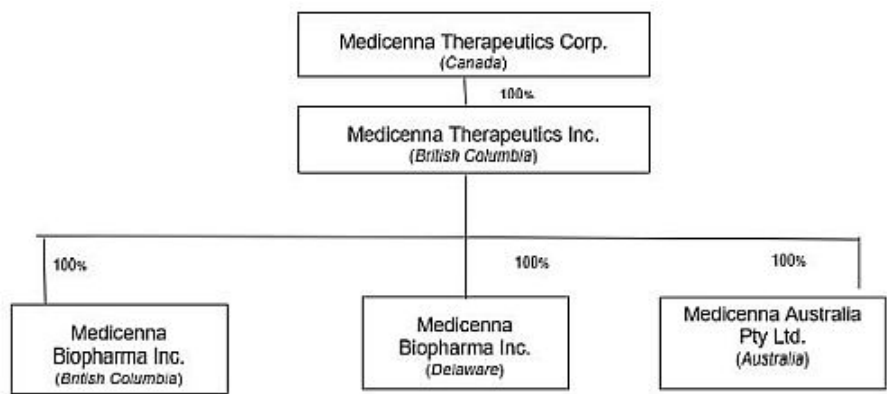 Medicenna Therapeutics Corp.
(Canada)
100%
Medicenna Therapeutics Inc.
(British Columbia)
100%
100%
100%
Medicenna
Biopharma Inc.
(British Columbia)
Medicenna
Biopharma Inc.
(Delaware)
Medicenna Australia
Pty Ltd.
(Australia)